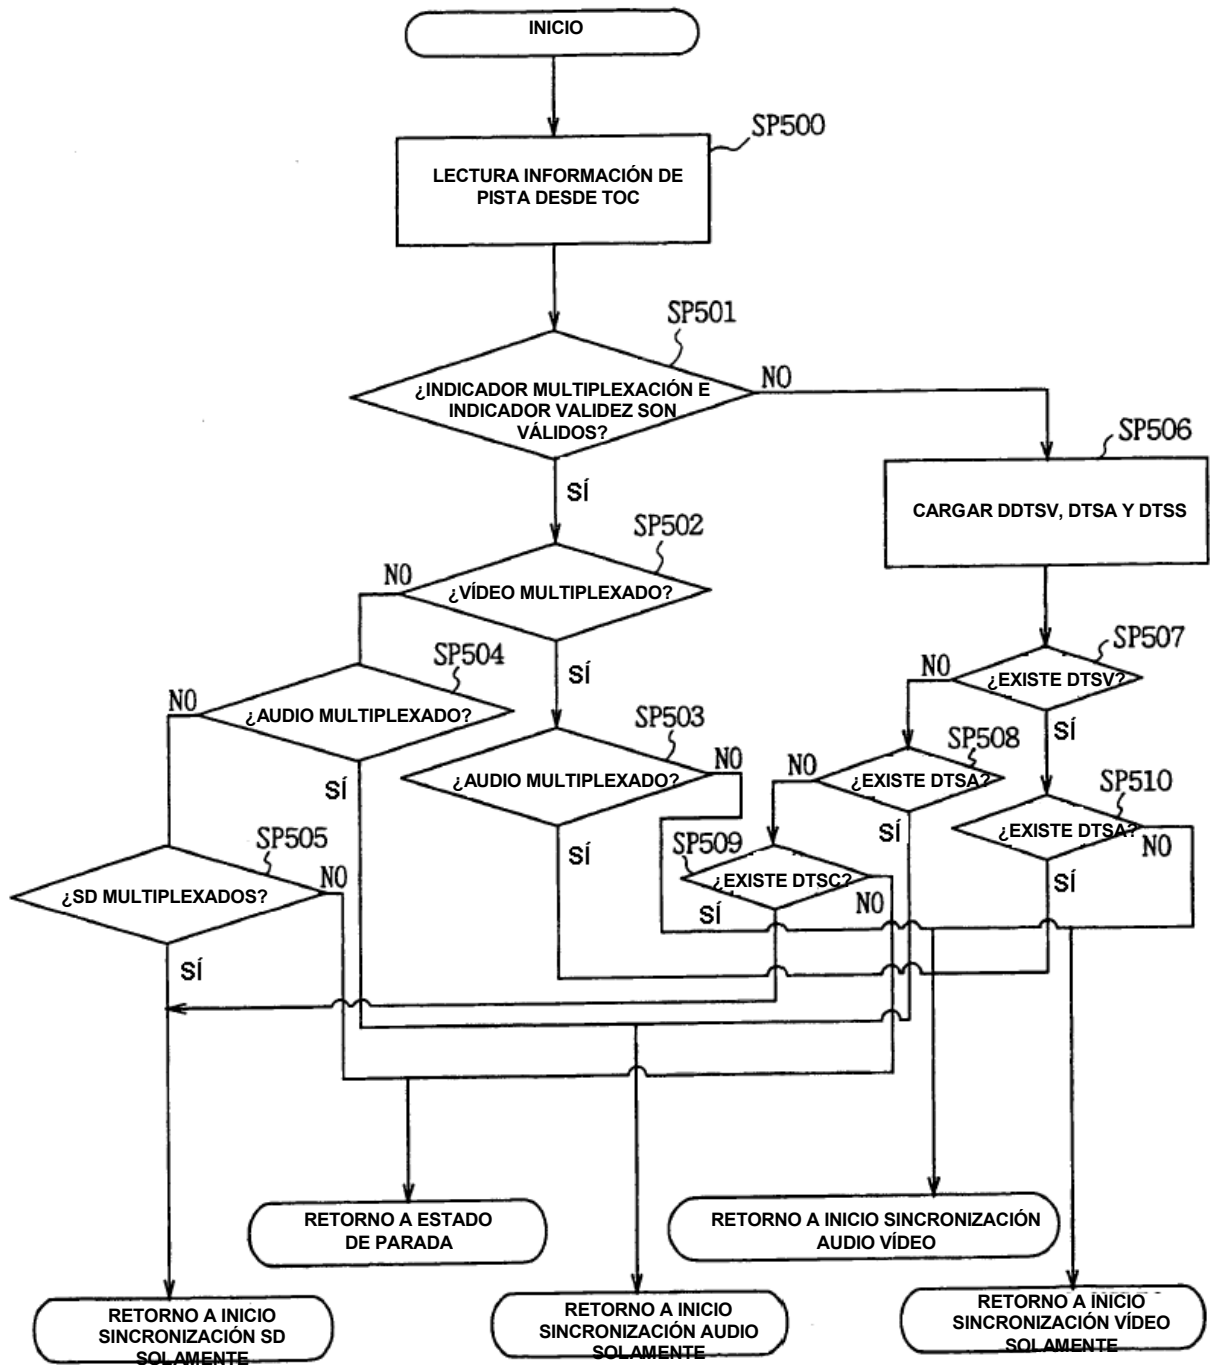 INICIO
SP500
LECTURA INFORMACIÓN DE
PISTA DESDE TOC
SP501
¿INDICADOR MULTIPLEXACIÓN E
INDICADOR VALIDEZ SON
VÁLIDOS?
NO
SÍ
SP506
CARGAR DDTSV, DTSA Y DTSS
SP502
NO
¿VÍDEO MULTIPLEXADO?
SÍ
SP507
NO
¿EXISTE DTSV?
SÍ
SP504
NO
¿AUDIO MULTIPLEXADO?
SÍ
SP503
NO
¿AUDIO MULTIPLEXADO?
SÍ
SP508
NO
¿EXISTE DTSA?
SÍ
SP510
¿EXISTE DTSA?
NO
SÍ
SP505
¿SD MULTIPLEXADOS?
NO
SÍ
SP509
¿EXISTE DTSC?
SÍ
NO
RETORNO A ESTADO
DE PARADA
RETORNO A INICIO SINCRONIZACIÓN
AUDIO VÍDEO
RETORNO A INICIO
SINCRONIZACIÓN SD
SOLAMENTE
RETORNO A INICIO
SINCRONIZACIÓN AUDIO
SOLAMENTE
RETORNO A INICIO
SINCRONIZACIÓN VÍDEO
SOLAMENTE